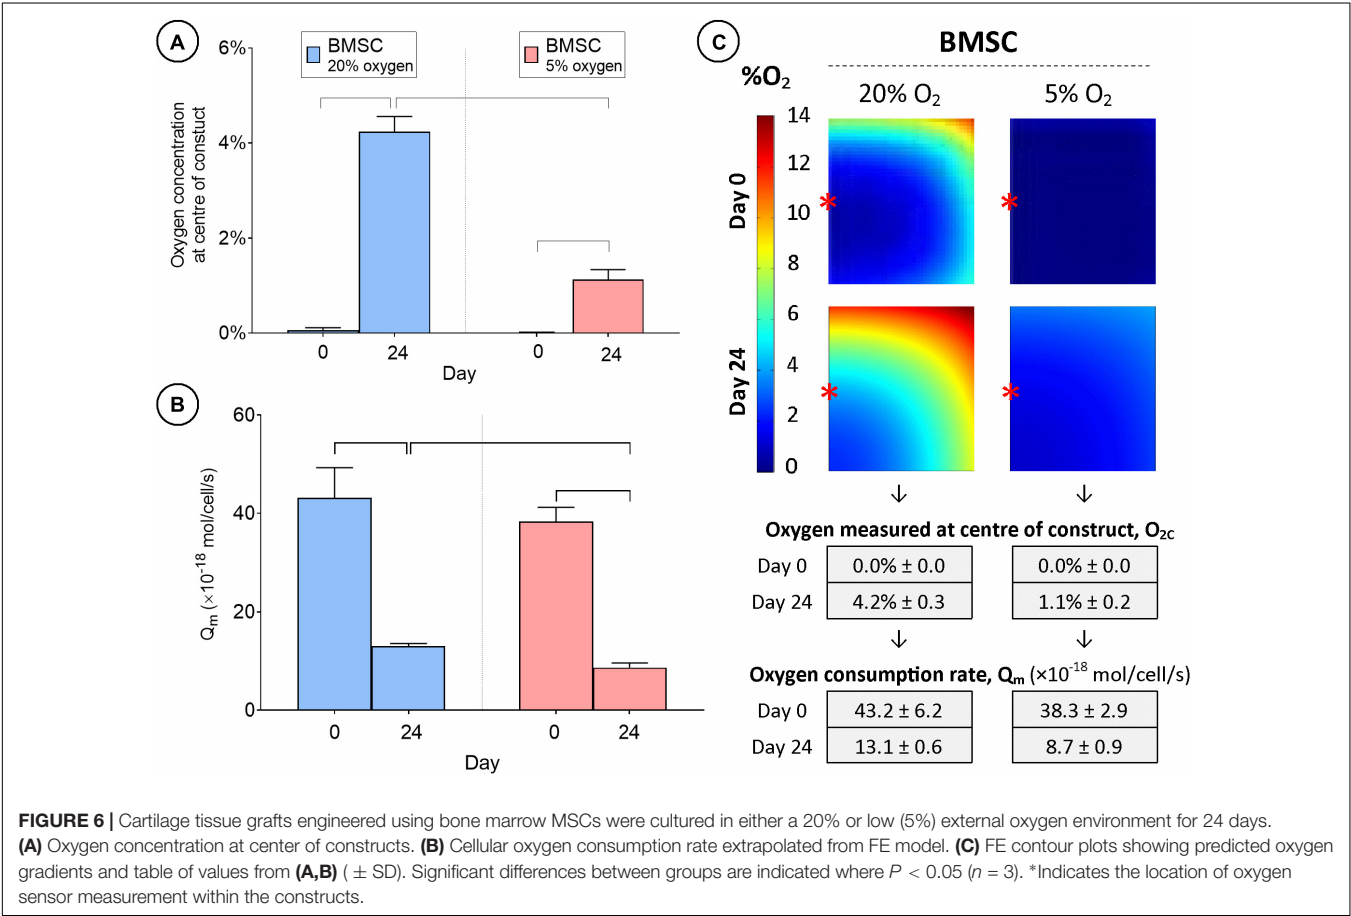 A
6%
4%
2%
0%
Oxygen concentration
at centre of constuct
BMSC
20% oxygen
BMSC
5% oxygen
0
24
0
24
Day
B
60
40
20
0
Qm (×10-18 mol/cell/s)
0
24
0
24
Day
C
BMSC
%O2
20% O2
5% O2
14
12
10
8
6
4
2
0
Day 0
*
*
Day 24
*
*
↓ ↓
Oxygen measured at centre of construct, O2C
Day 0 0.0% ± 0.0 0.0% ± 0.0
Day 24 4.2% ± 0.3 1.1% ± 0.2
↓ ↓
Oxygen consumption rate, Qm (×10-18 mol/cell/s)
Day 0 43.2 ± 6.2 38.3 ± 2.9
Day 24 13.1 ± 0.6 8.7 ± 0.9
FIGURE 6 | Cartilage tissue grafts engineered using bone marrow MSCs were cultured in either a 20% or low (5%) external oxygen environment for 24 days.
(A) Oxygen concentration at center of constructs. (B) Cellular oxygen consumption rate extrapolated from FE model. (C) FE contour plots showing predicted oxygen
gradients and table of values from (A,B) ( ± SD). Significant differences between groups are indicated where P < 0.05 (n = 3). *Indicates the location of oxygen
sensor measurement within the constructs.